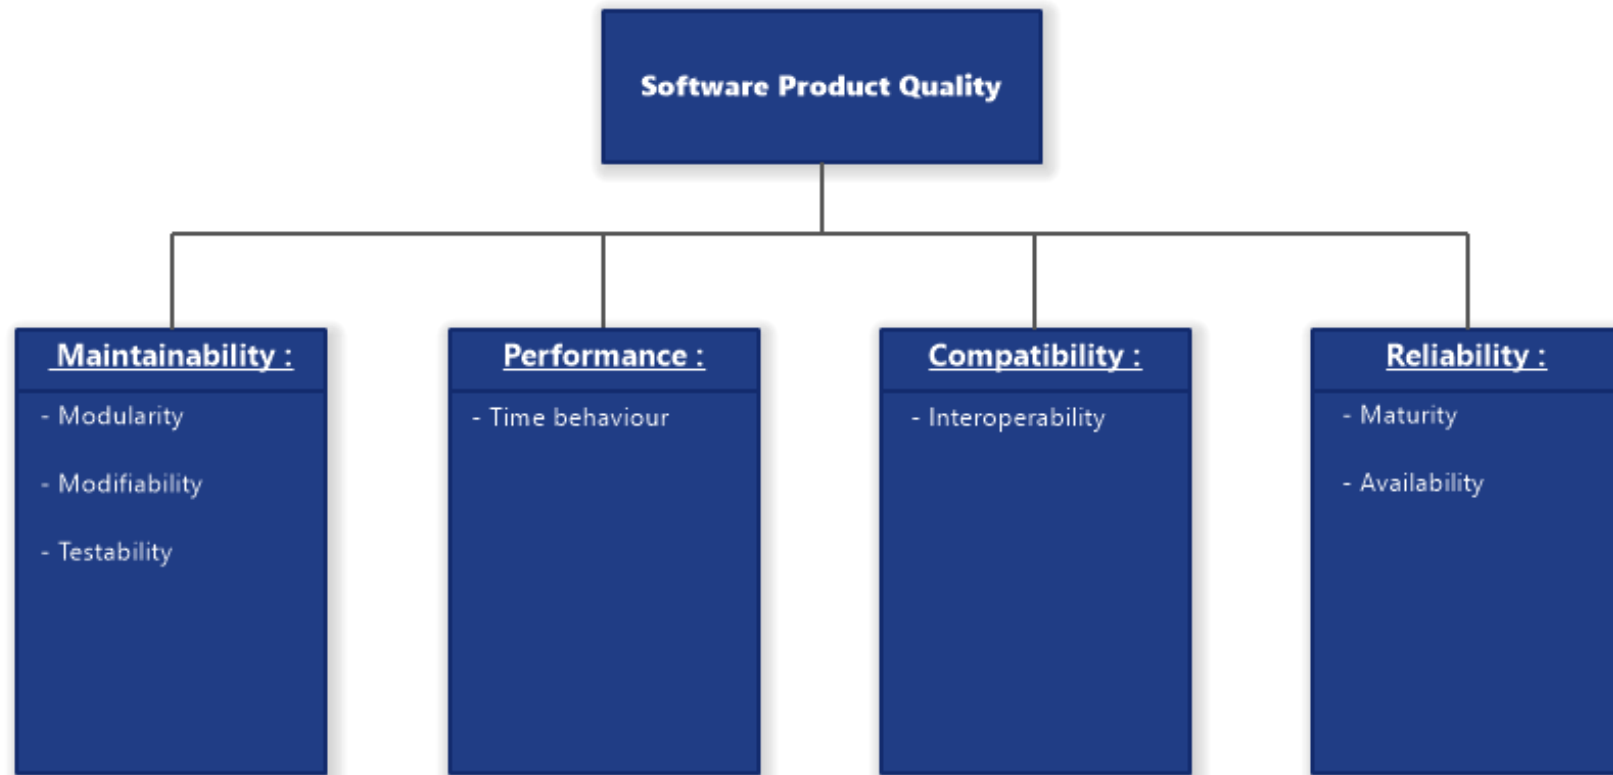 Software Product Quality
Maintainability :
- Modularity
- Modifiability
- Testability
Performance :
- Time behaviour
Compatibility :
- Interoperability
Reliability :
- Maturity
- Availability